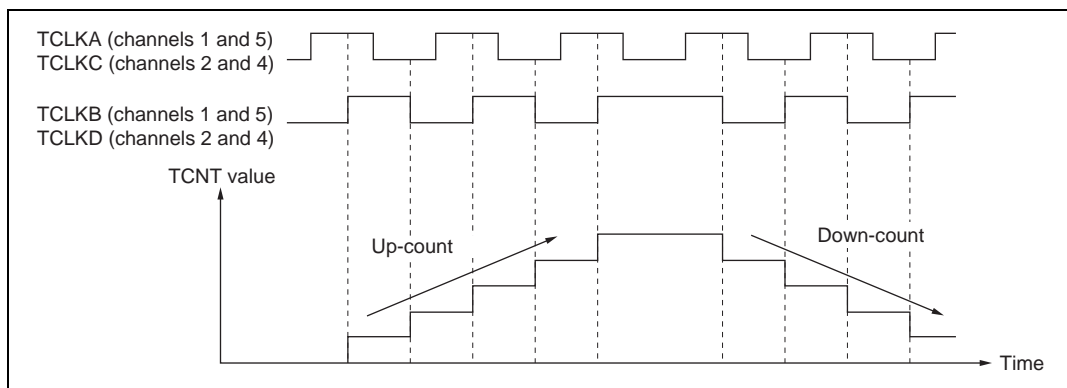 TCLKA (channels 1 and 5)
TCLKC (channels 2 and 4)
TCLKB (channels 1 and 5)
TCLKD (channels 2 and 4)
TCNT value
Up-count
Down-count
Time